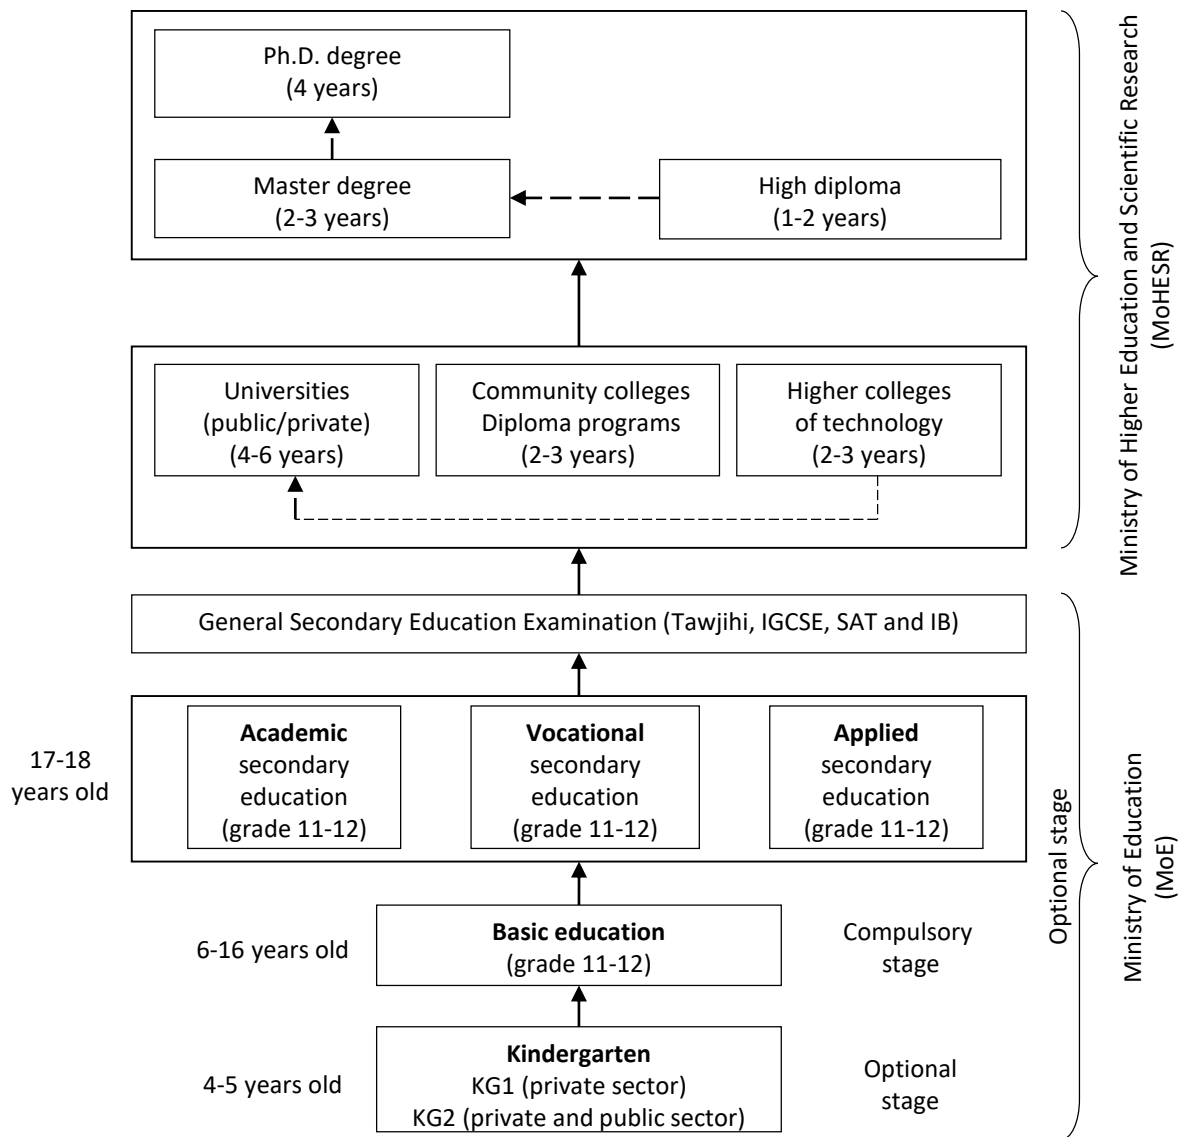 Ph.D. degree
(4 years)
Master degree
(2-3 years)
High diploma
(1-2 years)
Universities
(public/private)
(4-6 years)
Community colleges
Diploma programs
(2-3 years)
Higher colleges
of technology
(2-3 years)
Ministry of Higher Education and Scientific Research
(MoHESR)
General Secondary Education Examination (Tawjihi, IGCSE, SAT and IB)
17-18
years old
Academic
secondary
education
(grade 11-12)
Vocational
secondary
education
(grade 11-12)
Applied
secondary
education
(grade 11-12)
Optional stage
Ministry of Education
(MoE)
6-16 years old
Basic education
(grade 11-12)
Compulsory
stage
4-5 years old
Kindergarten
KG1 (private sector)
KG2 (private and public sector)
Optional
stage